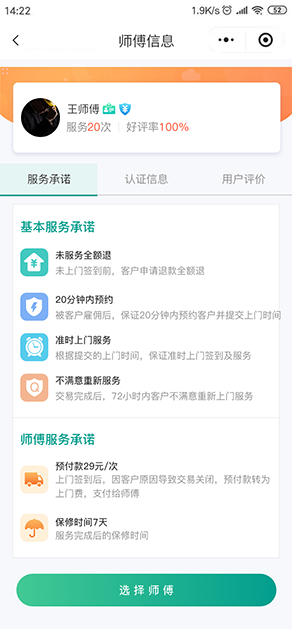 14:22
1.9K/s
52
师傅信息
王师傅
服务20次
好评率100%
服务承诺
认证信息
用户评价
基本服务承诺
未服务全额退
未上门签到前，客户申请退款全额退
20分钟内预约
被客户雇佣后，保证20分钟内预约客户并提交上门时间
准时上门服务
根据提交的上门时间，保证准时上门签到及服务
不满意重新服务
交易完成后，72小时内客户不满意重新上门服务
师傅服务承诺
预付款29元/次
上门签到后，因客户原因导致交易关闭，预付款转为
上门费，支付给师傅
保修时间7天
服务完成后的保修时间
选择师傅